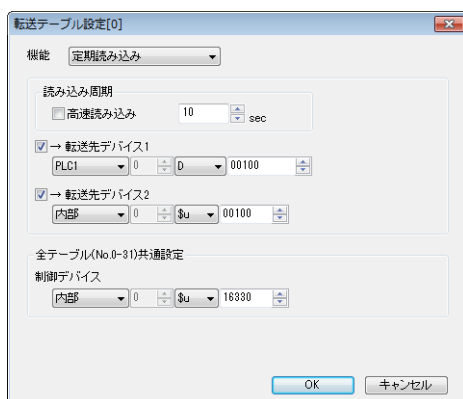 転送テーブル設定[0]
機能 定期読み込み
読み込み周期
高速読み込み 10 sec
→ 転送先デバイス1
PLC1 0 D 00100
→ 転送先デバイス2
内部 0 $u 00100
全テーブル(No.0-31)共通設定
制御デバイス
内部 0 $u 16330
OK キャンセル